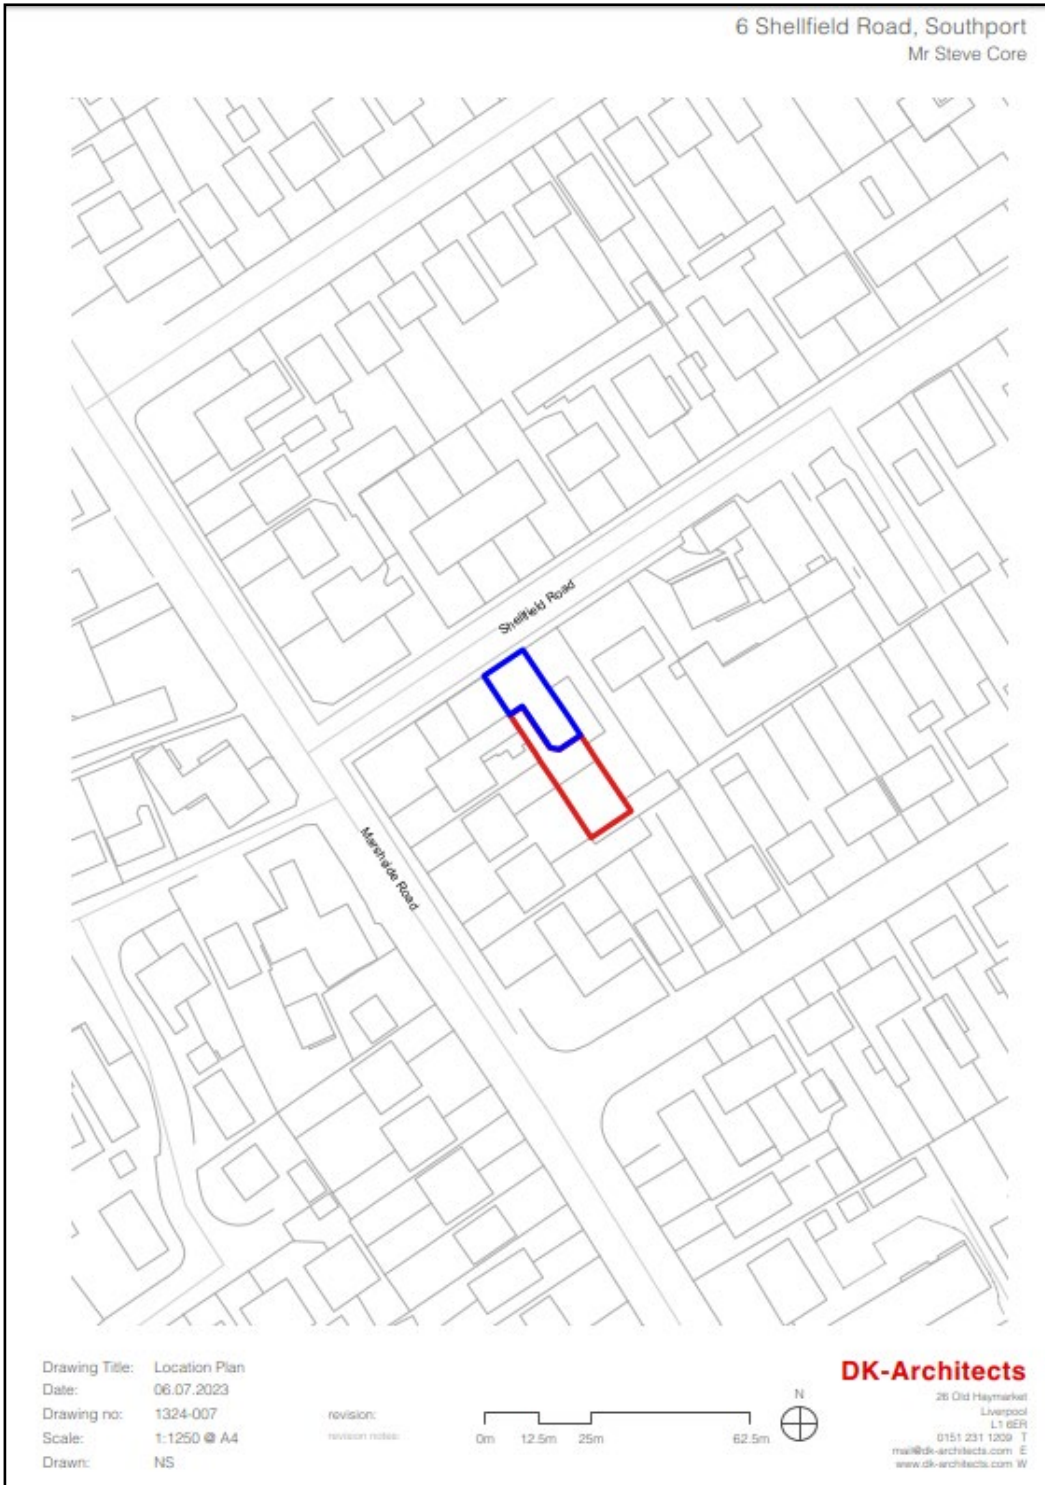 6 Shellfield Road, Southport
Mr Steve Core
Shellfield Road
Marshside Road
Drawing Title: Location Plan
Date: 06.07.2023
Drawing no: 1324-007
Scale: 1:1250 @ A4
Drawn: NS
revision:
revision notes:
0m 12.5m 25m 62.5m
N
DK-Architects
26 Old Haymarket
Liverpool
L1 6ER
0151 231 1209 T
mail@dk-architects.com E
www.dk-architects.com W